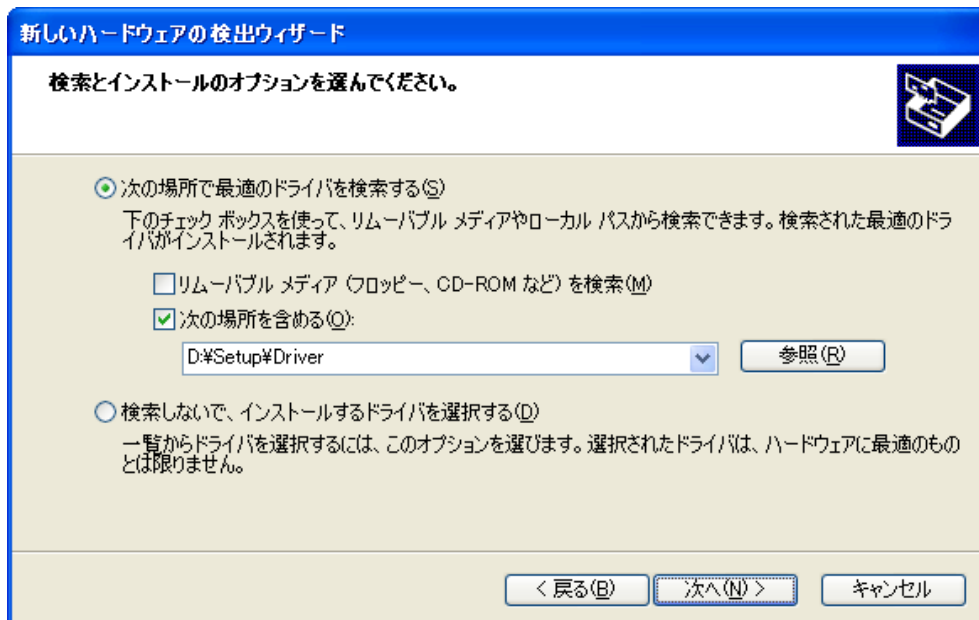 新しいハードウェアの検出ウィザード
検索とインストールのオプションを選んでください。
次の場所で最適のドライバを検索する(S)
下のチェック ボックスを使って、リムーバブル メディアやローカル パスから検索できます。検索された最適のドラ
イバがインストールされます。
リムーバブル メディア (フロッピー、CD-ROM など) を検索(M)
次の場所を含める(O):
D:¥Setup¥Driver
参照(R)
検索しないで、インストールするドライバを選択する(D)
一覧からドライバを選択するには、このオプションを選びます。選択されたドライバは、ハードウェアに最適のもの
とは限りません。
< 戻る(B)
次へ(N) >
キャンセル